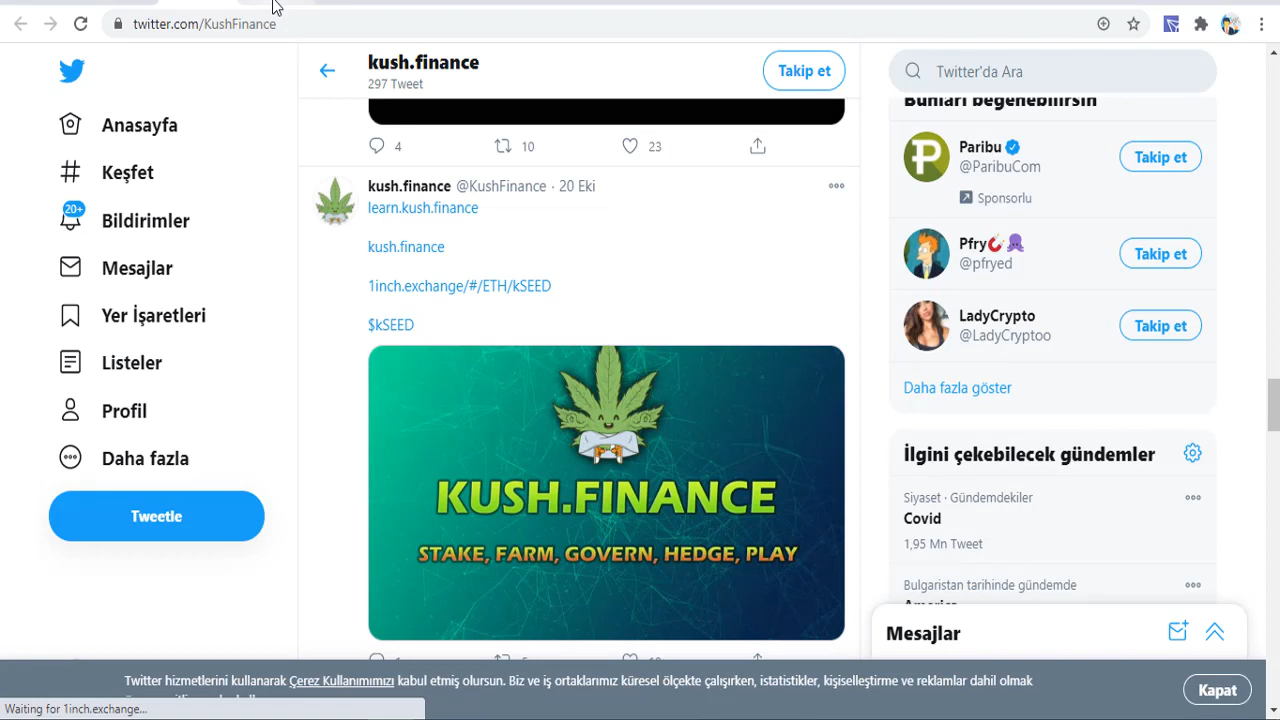 twitter.com/KushFinance
kush.finance
297 Tweet
Takip et
Twitter'da Ara
Anasayfa
Keşfet
20+
Bildirimler
Mesajlar
Yer İşaretleri
Listeler
Profil
Daha fazla
Tweetle
4
10
23
kush.finance @KushFinance · 20 Eki
learn.kush.finance
kush.finance
1inch.exchange/#/ETH/kSEED
$kSEED
KUSH.FINANCE
STAKE, FARM, GOVERN, HEDGE, PLAY
Bunları beğenebilirsin
Paribu
@ParibuCom
Sponsorlu
Takip et
Pfry
@pfryed
Takip et
LadyCrypto
@LadyCryptoo
Takip et
Daha fazla göster
İlgini çekebilecek gündemler
Siyaset · Gündemdekiler
Covid
1,95 Mn Tweet
Bulgaristan tarihinde gündemde
Mesajlar
Twitter hizmetlerini kullanarak Çerez Kullanımımızı kabul etmiş olursun. Biz ve iş ortaklarımız küresel ölçekte çalışırken, istatistikler, kişiselleştirme ve reklamlar dahil olmak
Kapat
Waiting for 1inch.exchange...